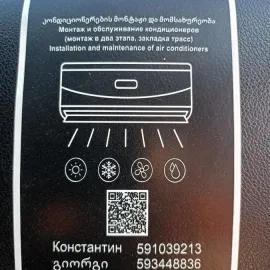 კონდიციონერების მონტაჟი და მომსახურეობა
Монтаж и обслуживание кондиционеров
(монтаж в два этапа, закладка трасс)
Installation and maintenance of air conditioners
Константин 591039213
გიორგი 593448836